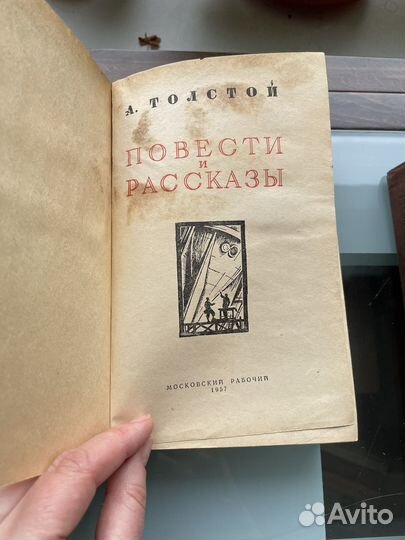 А. ТОЛСТОЙ
ПОВЕСТИ
И
РАССКАЗЫ
МОСКОВСКИЙ РАБОЧИЙ
1957
Avito